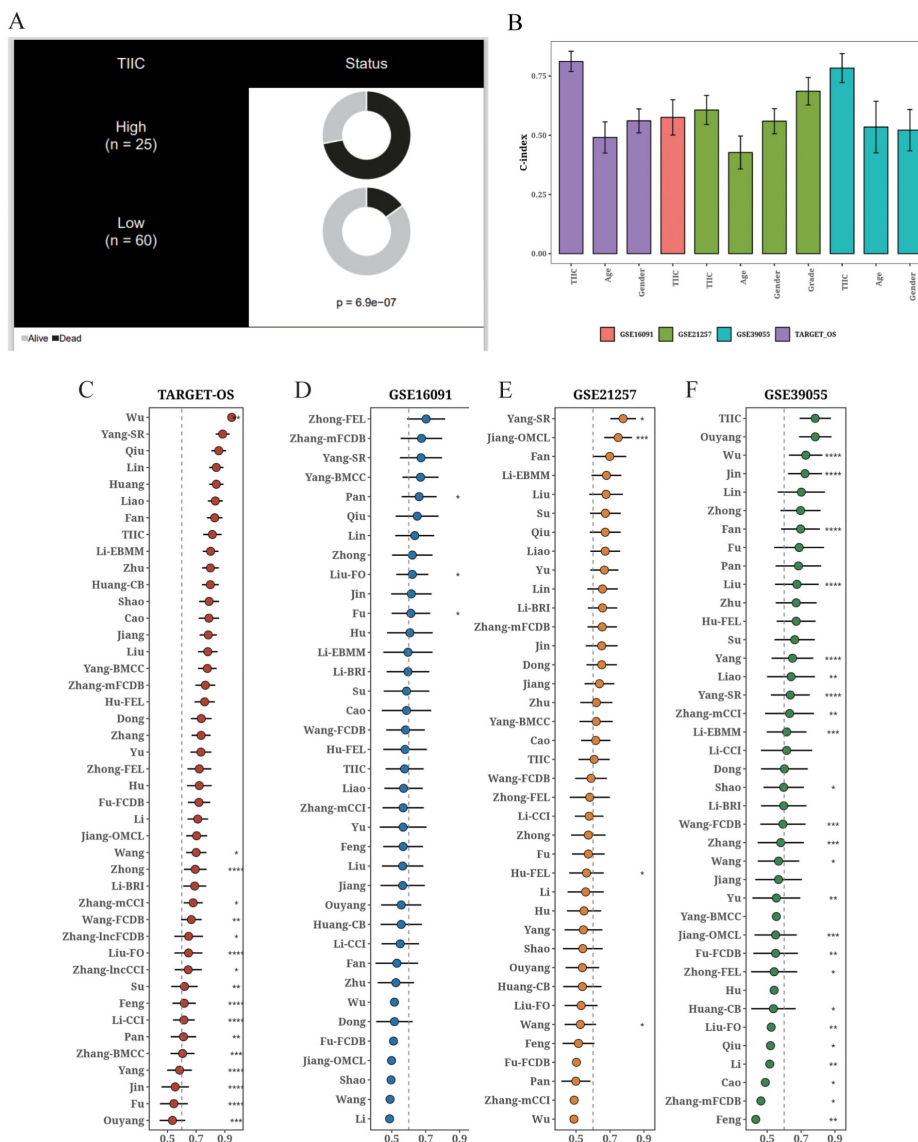 A
TIIC
Status
High
(n = 25)
Low
(n = 60)
p = 6.9e−07
Alive
Dead
B
C-index
0.75
0.50
0.25
0.00
TIIC
Age
Gender
TIIC
TIIC
Age
Gender
Grade
TIIC
Age
Gender
GSE16091
GSE21257
GSE39055
TARGET_OS
C
TARGET-OS
Wu **
Yang-SR
Qiu
Lin
Huang
Liao
Fan
TIIC
Li-EBMM
Zhu
Huang-CB
Shao
Cao
Jiang
Liu
Yang-BMCC
Zhang-mFCDB
Hu-FEL
Dong
Zhang
Yu
Zhong-FEL
Hu
Fu-FCDB
Li
Jiang-OMCL
Wang *
Zhong ****
Li-BRI
Zhang-mCCI *
Wang-FCDB **
Zhang-lncFCDB *
Liu-FO ****
Zhang-lncCCI *
Su **
Feng ****
Li-CCI ****
Pan **
Zhang-BMCC ***
Yang ****
Jin ****
Fu ****
Ouyang ***
0.5 0.7 0.9
D
GSE16091
Zhong-FEL
Zhang-mFCDB
Yang-SR
Yang-BMCC
Pan *
Qiu
Lin
Zhong
Liu-FO *
Jin
Fu *
Hu
Li-EBMM
Li-BRI
Su
Cao
Wang-FCDB
Hu-FEL
TIIC
Liao
Zhang-mCCI
Yu
Feng
Liu
Jiang
Ouyang
Huang-CB
Li-CCI
Fan
Zhu
Wu
Dong
Fu-FCDB
Jiang-OMCL
Shao
Wang
Li
0.5 0.7 0.9
E
GSE21257
Yang-SR *
Jiang-OMCL ***
Fan
Li-EBMM
Liu
Su
Qiu
Liao
Yu
Lin
Li-BRI
Zhang-mFCDB
Jin
Dong
Jiang
Zhu
Yang-BMCC
Cao
TIIC
Wang-FCDB
Zhong-FEL
Li-CCI
Zhong
Fu
Hu-FEL *
Li
Hu
Yang
Shao
Ouyang
Huang-CB
Liu-FO
Wang *
Feng
Fu-FCDB
Pan
Zhang-mCCI
Wu
0.5 0.7 0.9
F
GSE39055
TIIC
Ouyang
Wu ****
Jin ****
Lin
Zhong
Fan ****
Fu
Pan
Liu ****
Zhu
Hu-FEL
Su
Yang ****
Liao **
Yang-SR ****
Zhang-mCCI **
Li-EBMM ***
Li-CCI
Dong
Shao *
Li-BRI
Wang-FCDB ***
Zhang ***
Wang *
Jiang
Yu **
Yang-BMCC
Jiang-OMCL ***
Fu-FCDB **
Zhong-FEL *
Hu
Huang-CB *
Liu-FO **
Qiu *
Li **
Cao *
Zhang-mFCDB *
Feng **
0.5 0.7 0.9